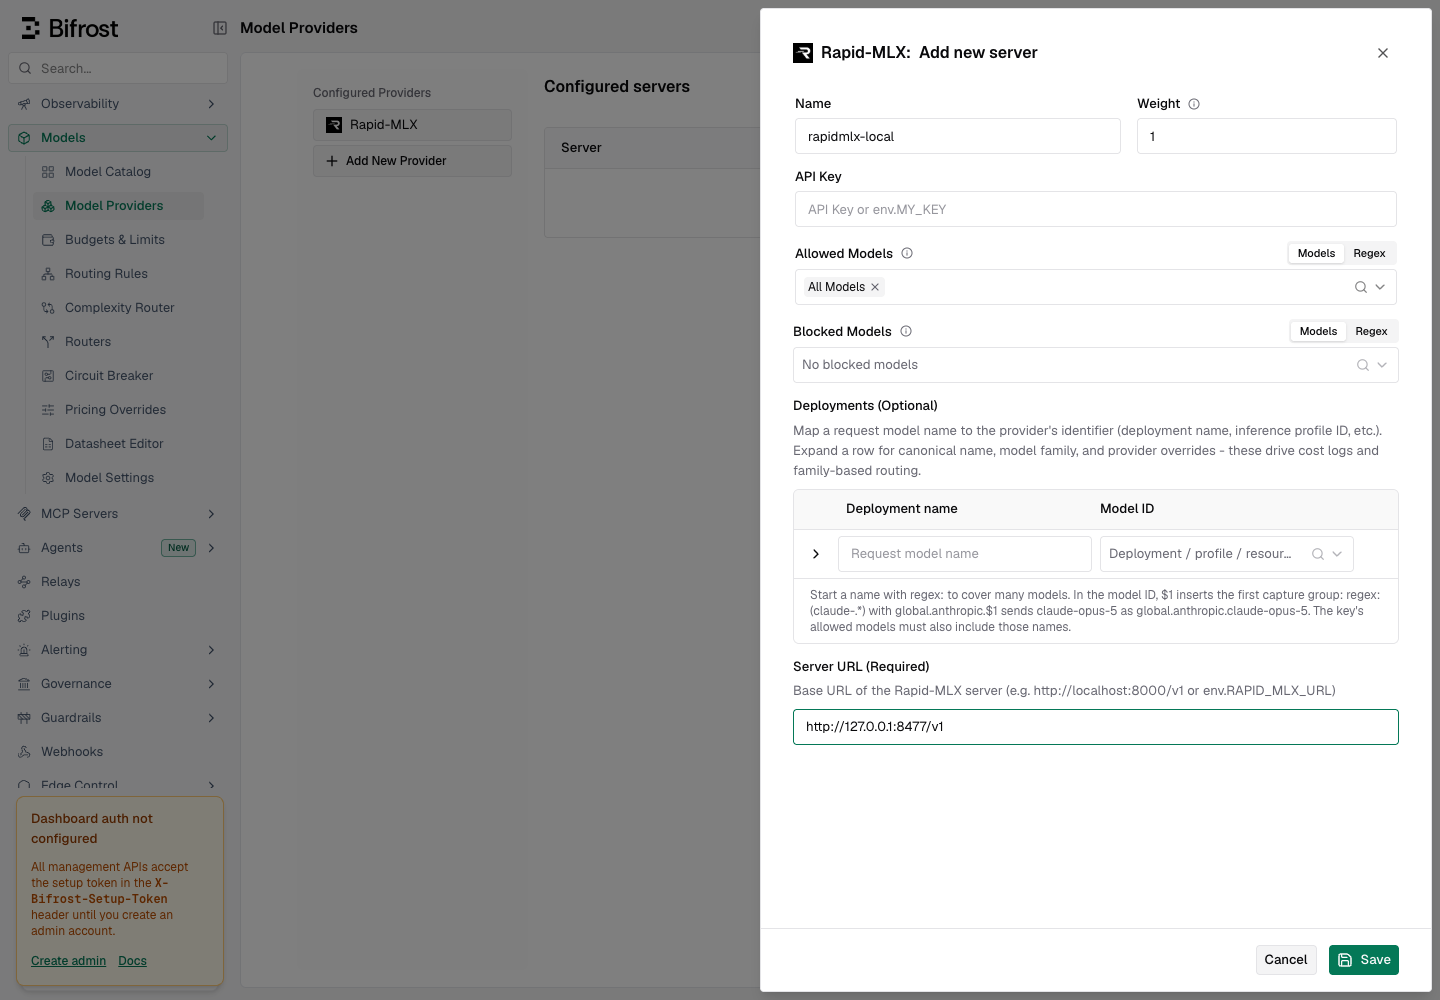 Bifrost
Search...
Observability
Models
Model Catalog
Model Providers
Budgets & Limits
Routing Rules
Complexity Router
Routers
Circuit Breaker
Pricing Overrides
Datasheet Editor
Model Settings
MCP Servers
Agents New
Relays
Plugins
Alerting
Governance
Guardrails
Webhooks
Edge Control
Dashboard auth not
configured
All management APIs accept
the setup token in the X-
Bifrost-Setup-Token
header until you create an
admin account.
Create admin Docs
Model Providers
Configured Providers
Rapid-MLX
Add New Provider
Configured servers
Server
Rapid-MLX: Add new server
Name
Weight
rapidmlx-local
1
API Key
API Key or env.MY_KEY
Allowed Models
Models Regex
All Models
Blocked Models
Models Regex
No blocked models
Deployments (Optional)
Map a request model name to the provider's identifier (deployment name, inference profile ID, etc.).
Expand a row for canonical name, model family, and provider overrides - these drive cost logs and
family-based routing.
Deployment name
Model ID
Request model name
Deployment / profile / resour...
Start a name with regex: to cover many models. In the model ID, $1 inserts the first capture group: regex:
(claude-.*) with global.anthropic.$1 sends claude-opus-5 as global.anthropic.claude-opus-5. The key's
allowed models must also include those names.
Server URL (Required)
Base URL of the Rapid-MLX server (e.g. http://localhost:8000/v1 or env.RAPID_MLX_URL)
http://127.0.0.1:8477/v1
Cancel
Save